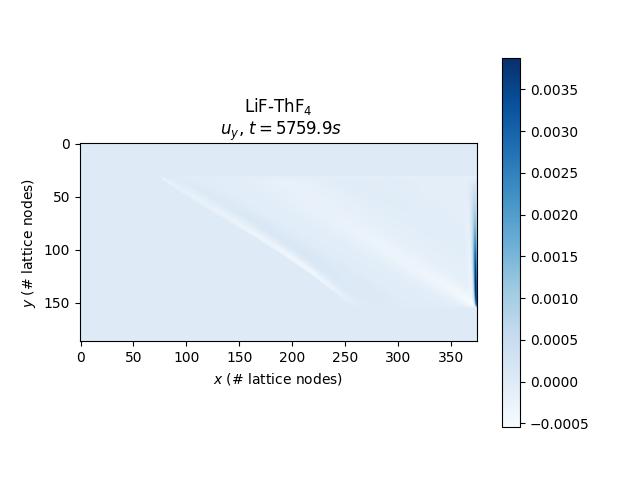 LiF-ThF₄
u_y, t = 5759.9s
0
50
100
150
y (# lattice nodes)
0 50 100 150 200 250 300 350
x (# lattice nodes)
0.0035
0.0030
0.0025
0.0020
0.0015
0.0010
0.0005
0.0000
−0.0005